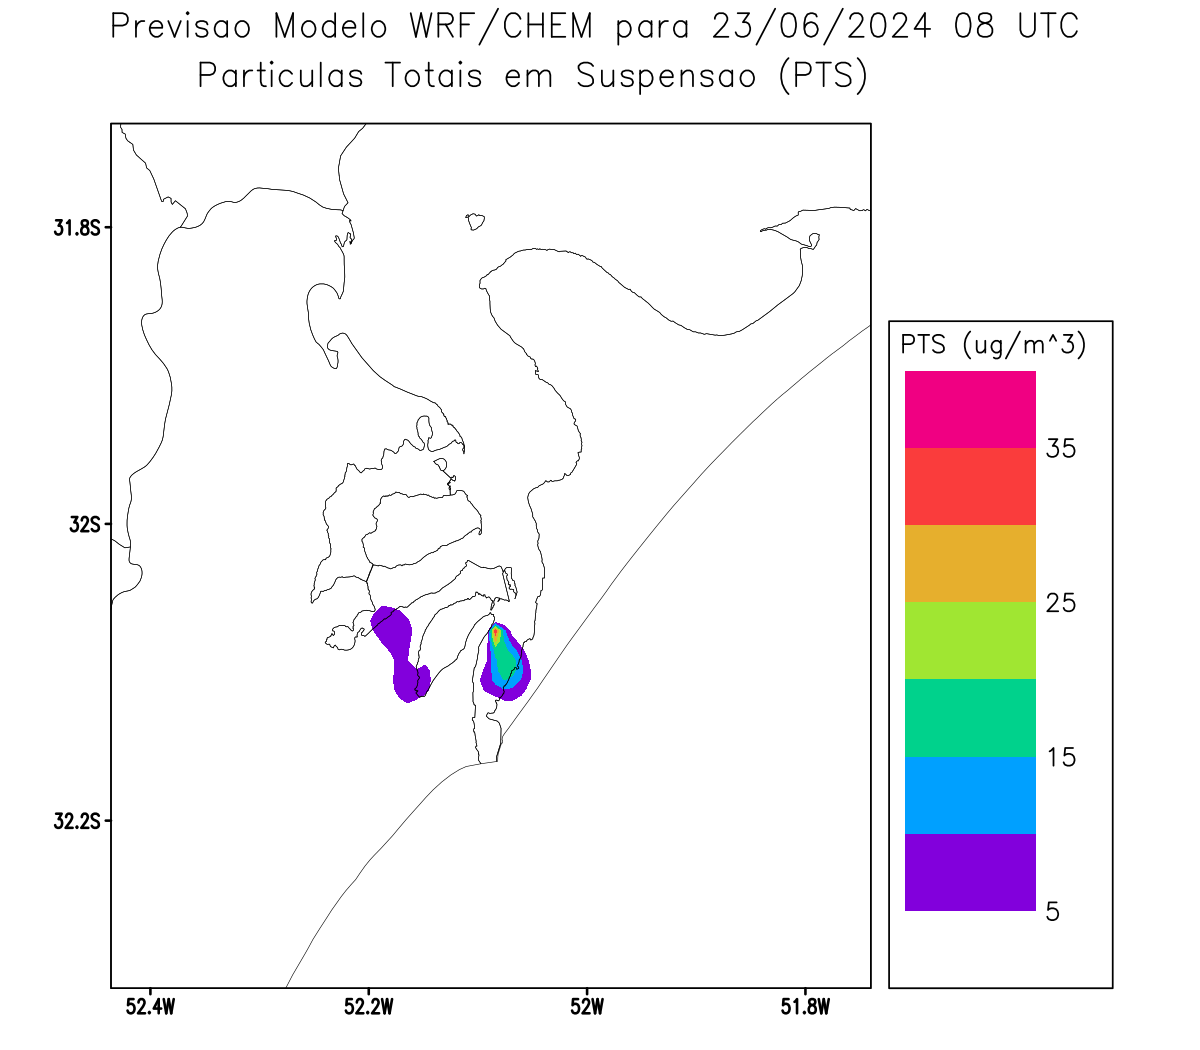 Previsao Modelo WRF/CHEM para 23/06/2024 08 UTC
Particulas Totais em Suspensao (PTS)
31.8S
32S
32.2S
52.4W
52.2W
52W
51.8W
PTS (ug/m^3)
35
25
15
5